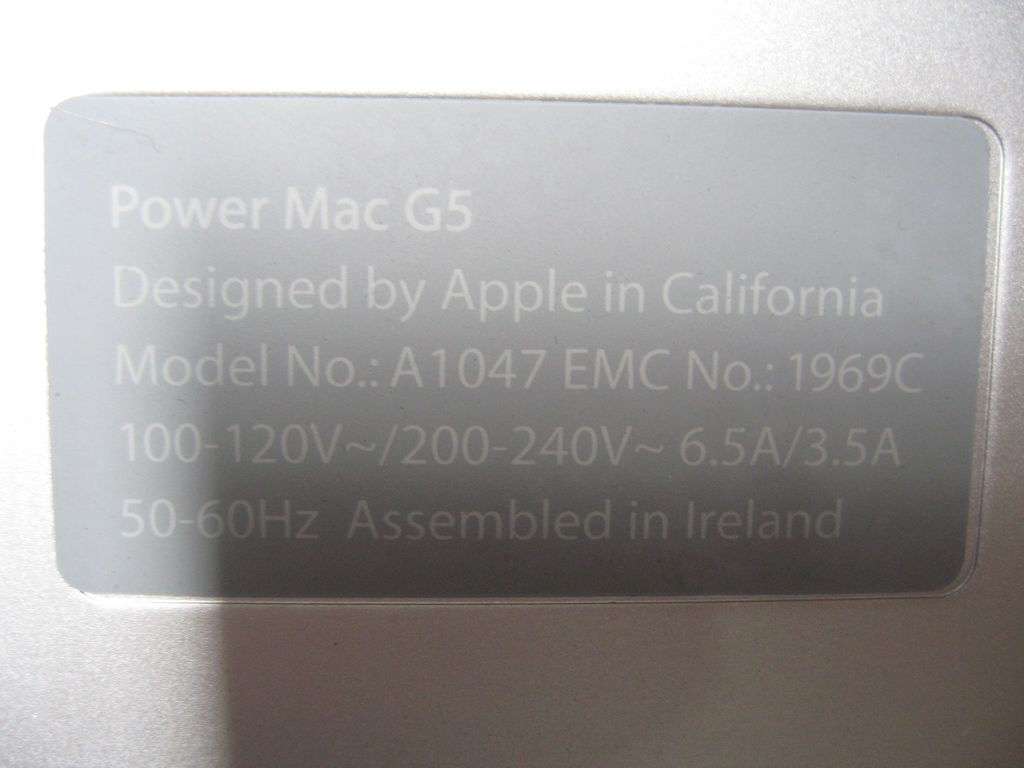 Power Mac G5
Designed by Apple in California
Model No.: A1047 EMC No.: 1969C
100-120V~/200-240V~ 6.5A/3.5A
50-60Hz Assembled in Ireland